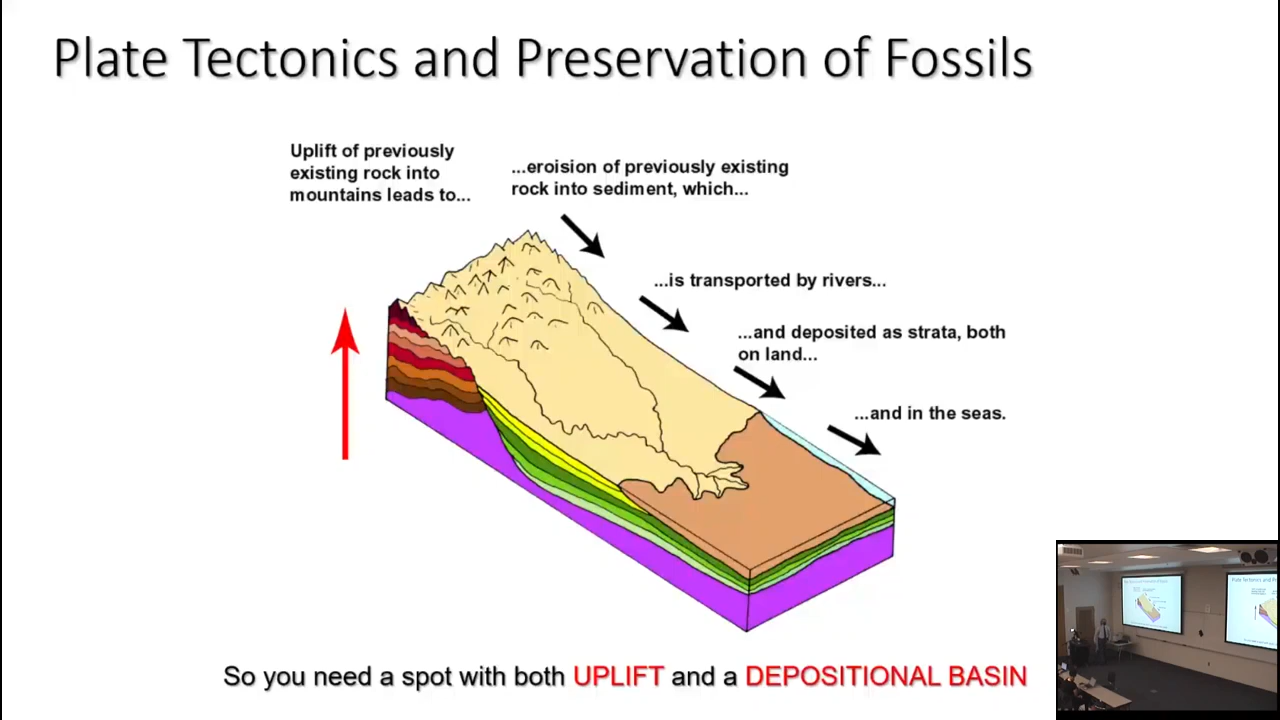 Plate Tectonics and Preservation of Fossils
Uplift of previously
existing rock into
mountains leads to...
...eroision of previously existing
rock into sediment, which...
...is transported by rivers...
...and deposited as strata, both
on land...
...and in the seas.
So you need a spot with both UPLIFT and a DEPOSITIONAL BASIN